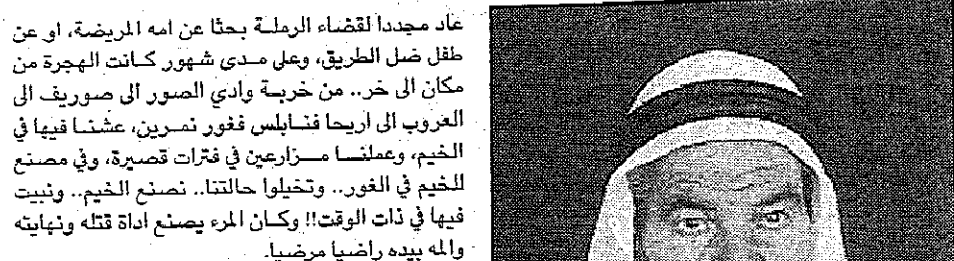 عاد مجددا لقضاء الرملة بحثا عن امه المريضة، او عن
طفل ضل الطريق، وعلى مدى شهور كانت الهجرة من
مكان الى خر.. من خربة وادي الصور الى صوريف الى
العروب الى اريحا فنابلس فغور نمرين، عشنا فيها في
الخيم، وعملنا مزارعين في فترات قصيرة، وفي مصنع
للخيم في الغور.. وتخيلوا حالتنا.. نصنع الخيم.. ونبيت
فيها في ذات الوقت!! وكان المرء يصنع اداة قتله ونهايته
والمه بيده راضيا مرضيا.